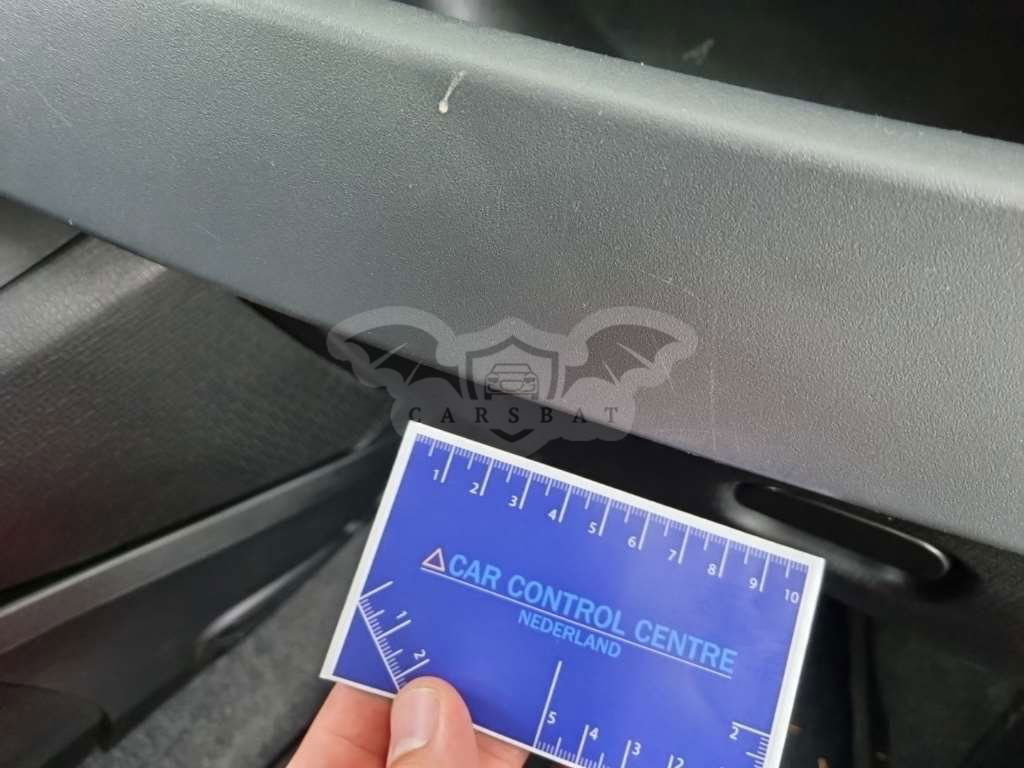 CARSBAT
1 2 3 4 5 6 7 8 9 10
CAR CONTROL CENTRE
NEDERLAND
1
2
5 4 3 2
2